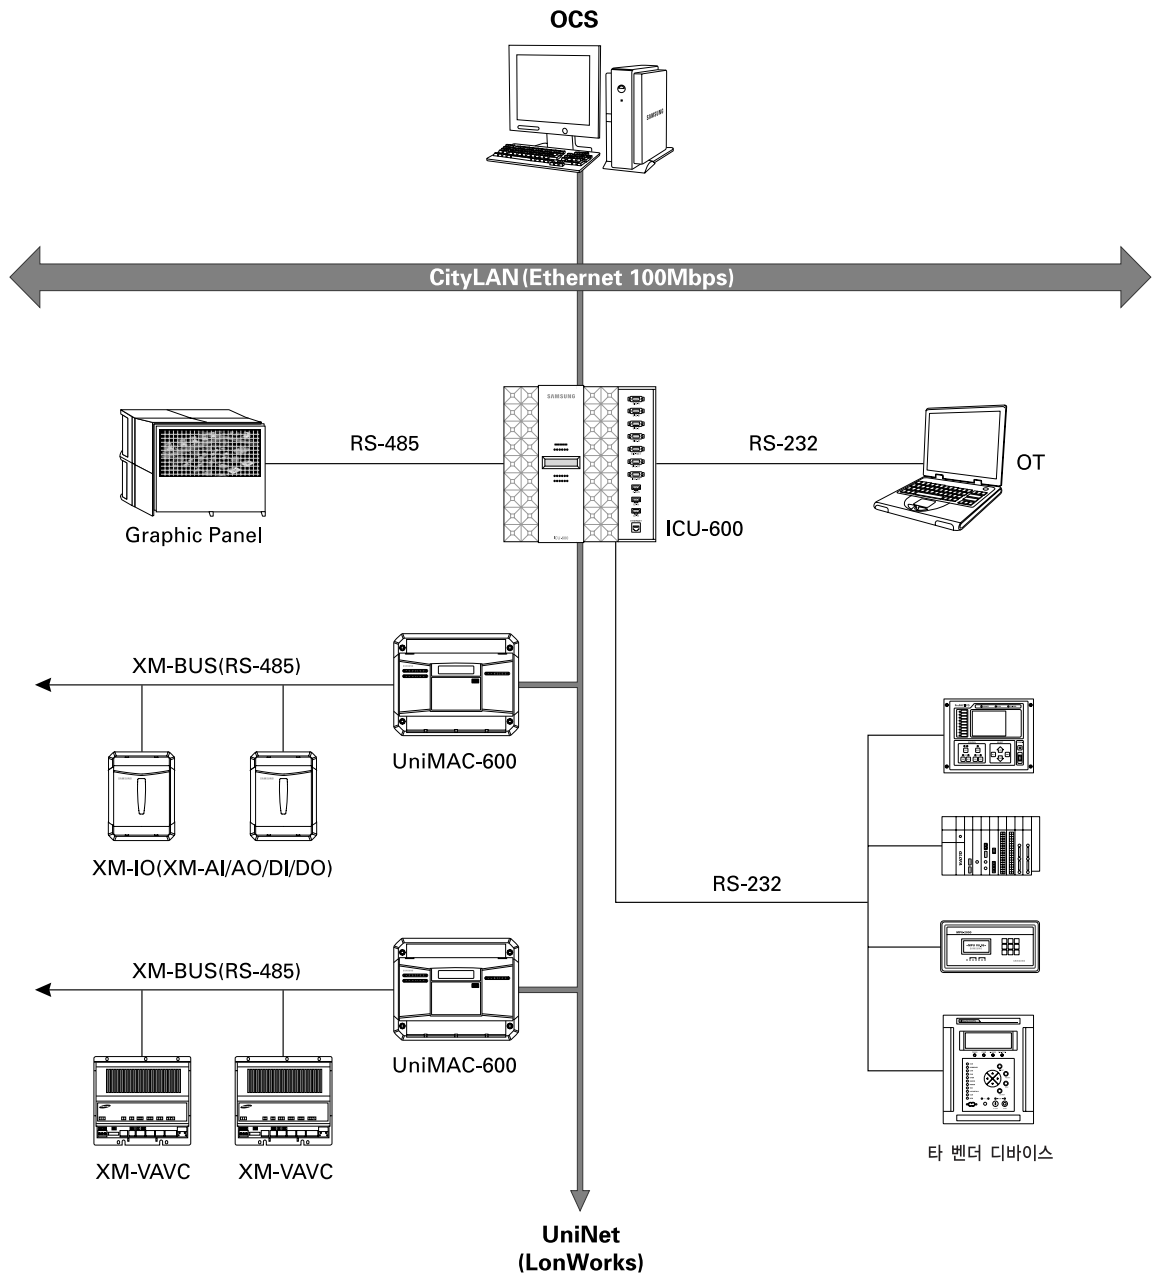 OCS
SAMSUNG
CityLAN(Ethernet 100Mbps)
SAMSUNG
RS-485
RS-232
OT
Graphic Panel
ICU-600
XM-BUS(RS-485)
UniMAC-600
XM-IO(XM-AI/AO/DI/DO)
RS-232
XM-BUS(RS-485)
UniMAC-600
XM-VAVC
XM-VAVC
타 벤더 디바이스
UniNet
(LonWorks)